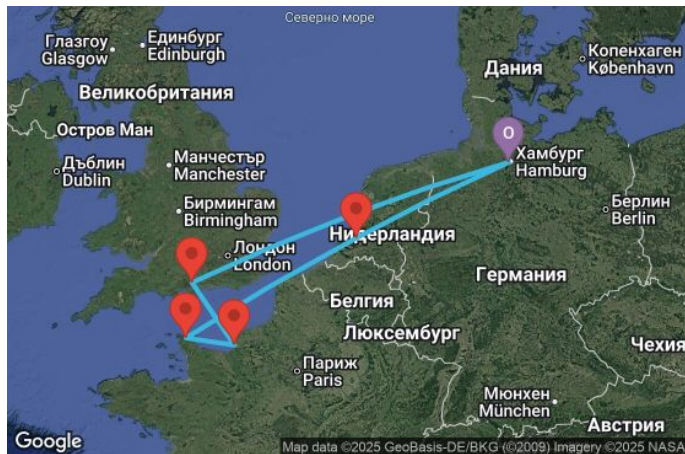 Северно море
Глазгоу
Glasgow
Единбург
Edinburgh
Копенхаген
København
Дания
Великобритания
Остров Ман
Дъблин
Dublin
Манчестър
Manchester
О
Хамбург
Hamburg
Бирмингам
Birmingham
Берлин
Berlin
Лондон
London
Нидерландия
Германия
Белгия
Люксембург
Чехия
Париж
Paris
Мюнхен
München
Австрия
Google
Map data ©2025 GeoBasis-DE/BKG (©2009) Imagery ©2025 NASA